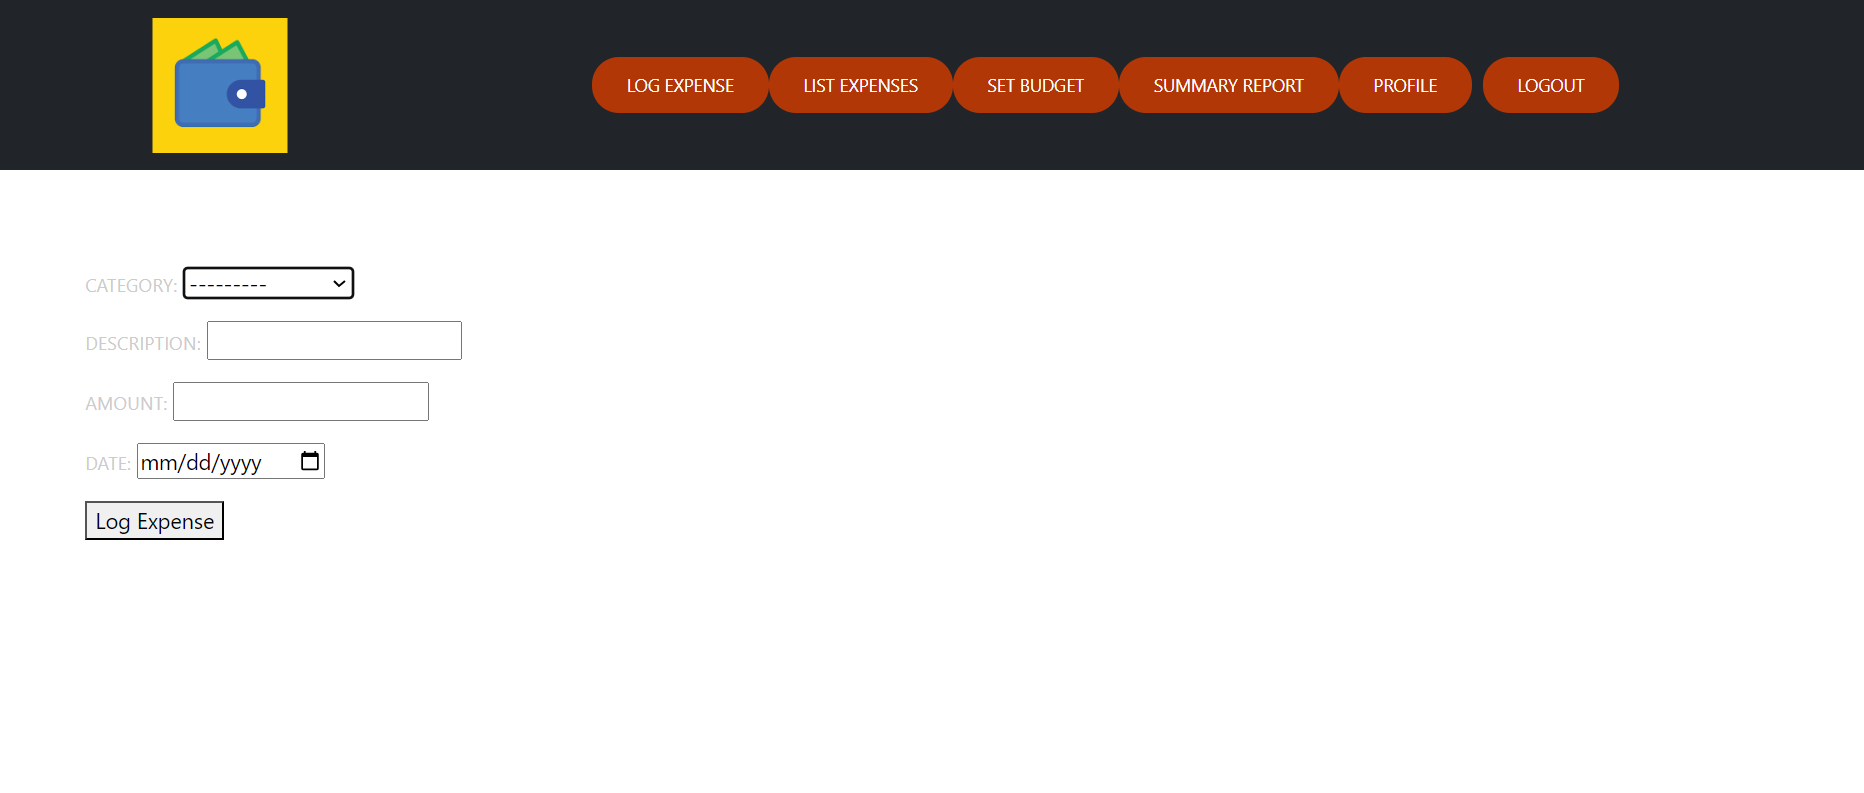 LOG EXPENSE LIST EXPENSES SET BUDGET SUMMARY REPORT PROFILE LOGOUT
CATEGORY: ---------
DESCRIPTION:
AMOUNT:
DATE: mm/dd/yyyy
Log Expense